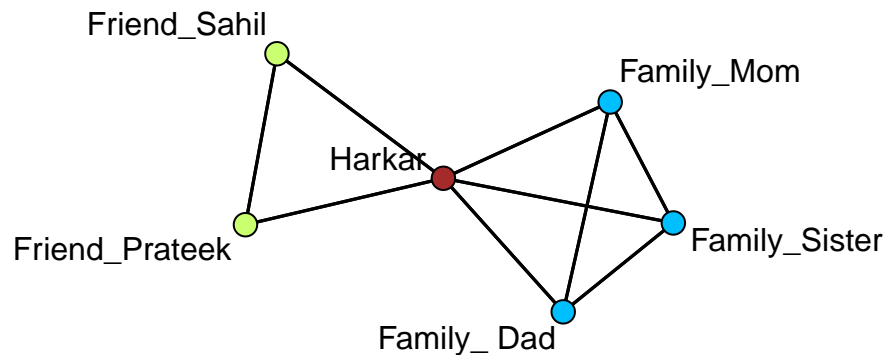 Friend_Sahil
Family_Mom
Harkar
Friend_Prateek
Family_Sister
Family_ Dad